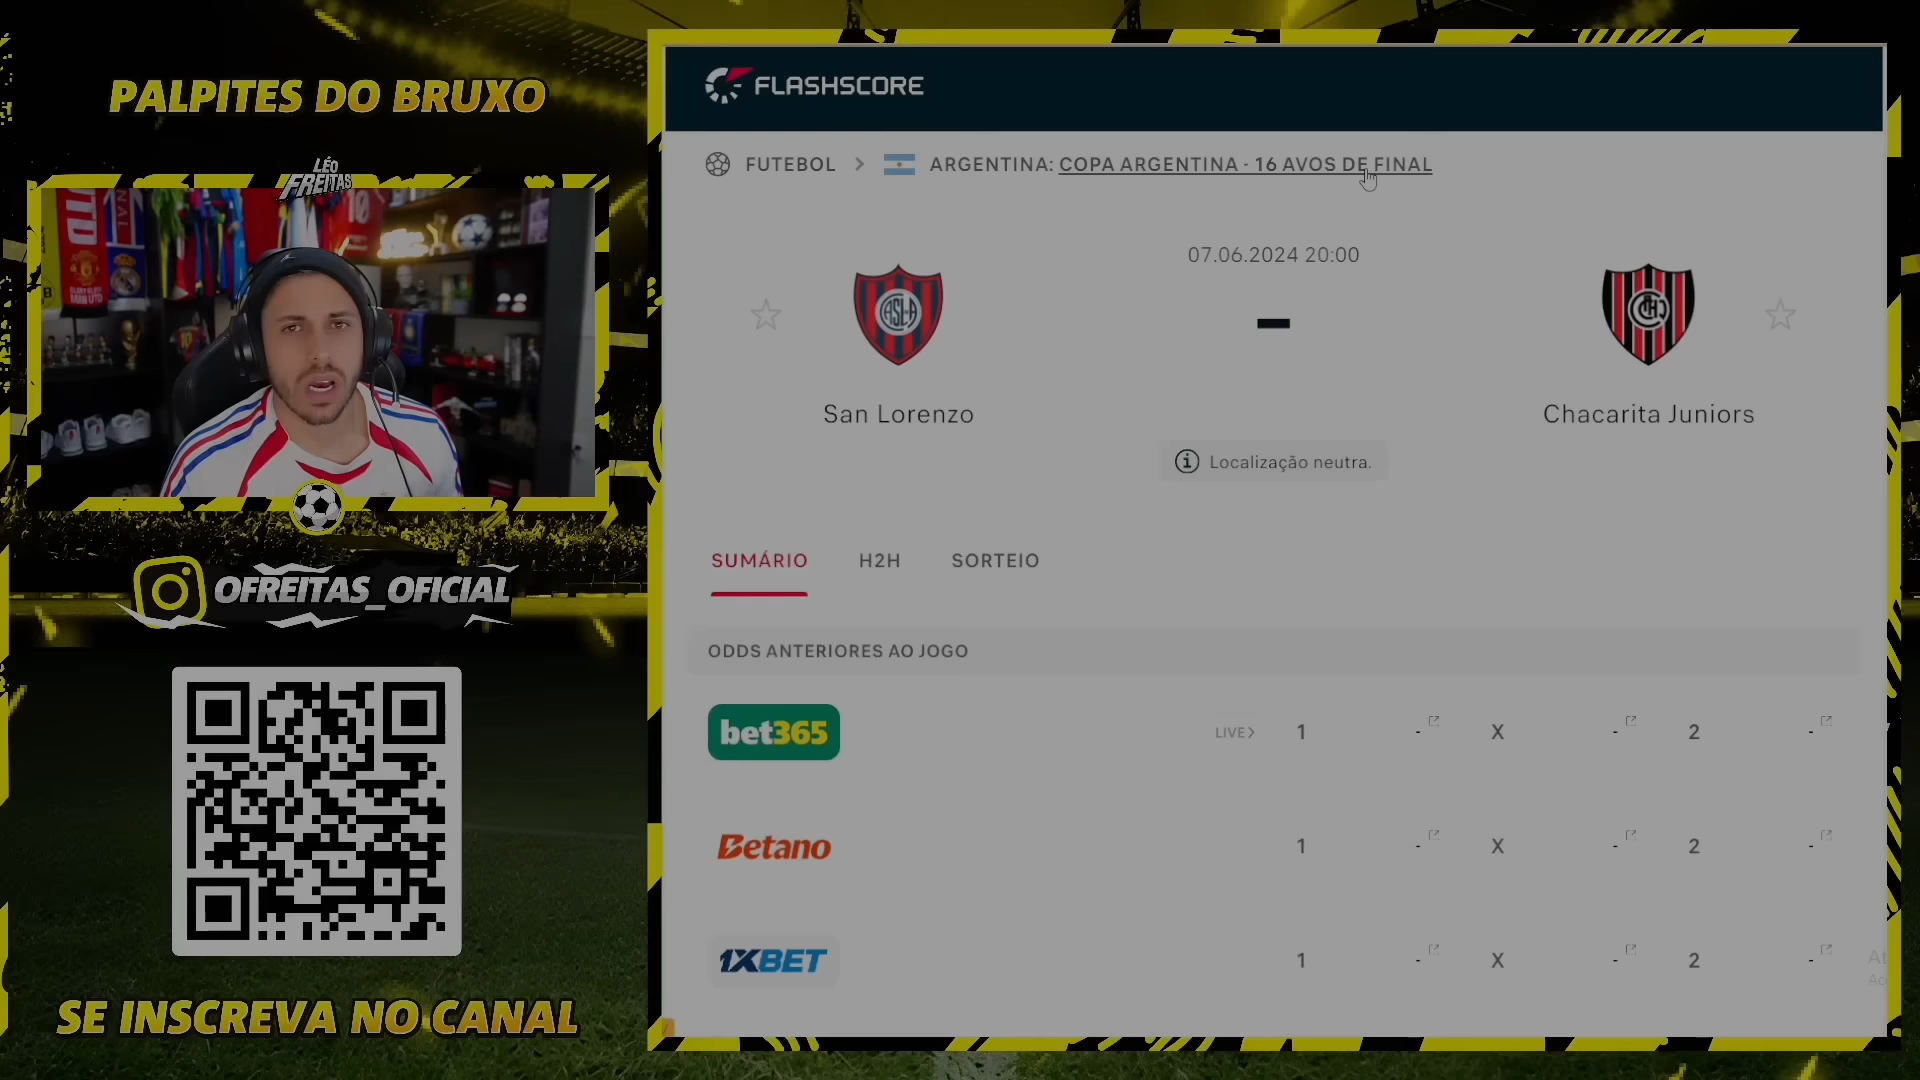 PALPITES DO BRUXO
LÉO
FREITAS
OFREITAS_OFICIAL
SE INSCREVA NO CANAL
FLASHSCORE
FUTEBOL > ARGENTINA: COPA ARGENTINA - 16 AVOS DE FINAL
07.06.2024 20:00
-
San Lorenzo
Chacarita Juniors
Localização neutra.
SUMÁRIO H2H SORTEIO
ODDS ANTERIORES AO JOGO
bet365 LIVE> 1 - X - 2 -
Betano 1 - X - 2 -
1XBET 1 - X - 2 -